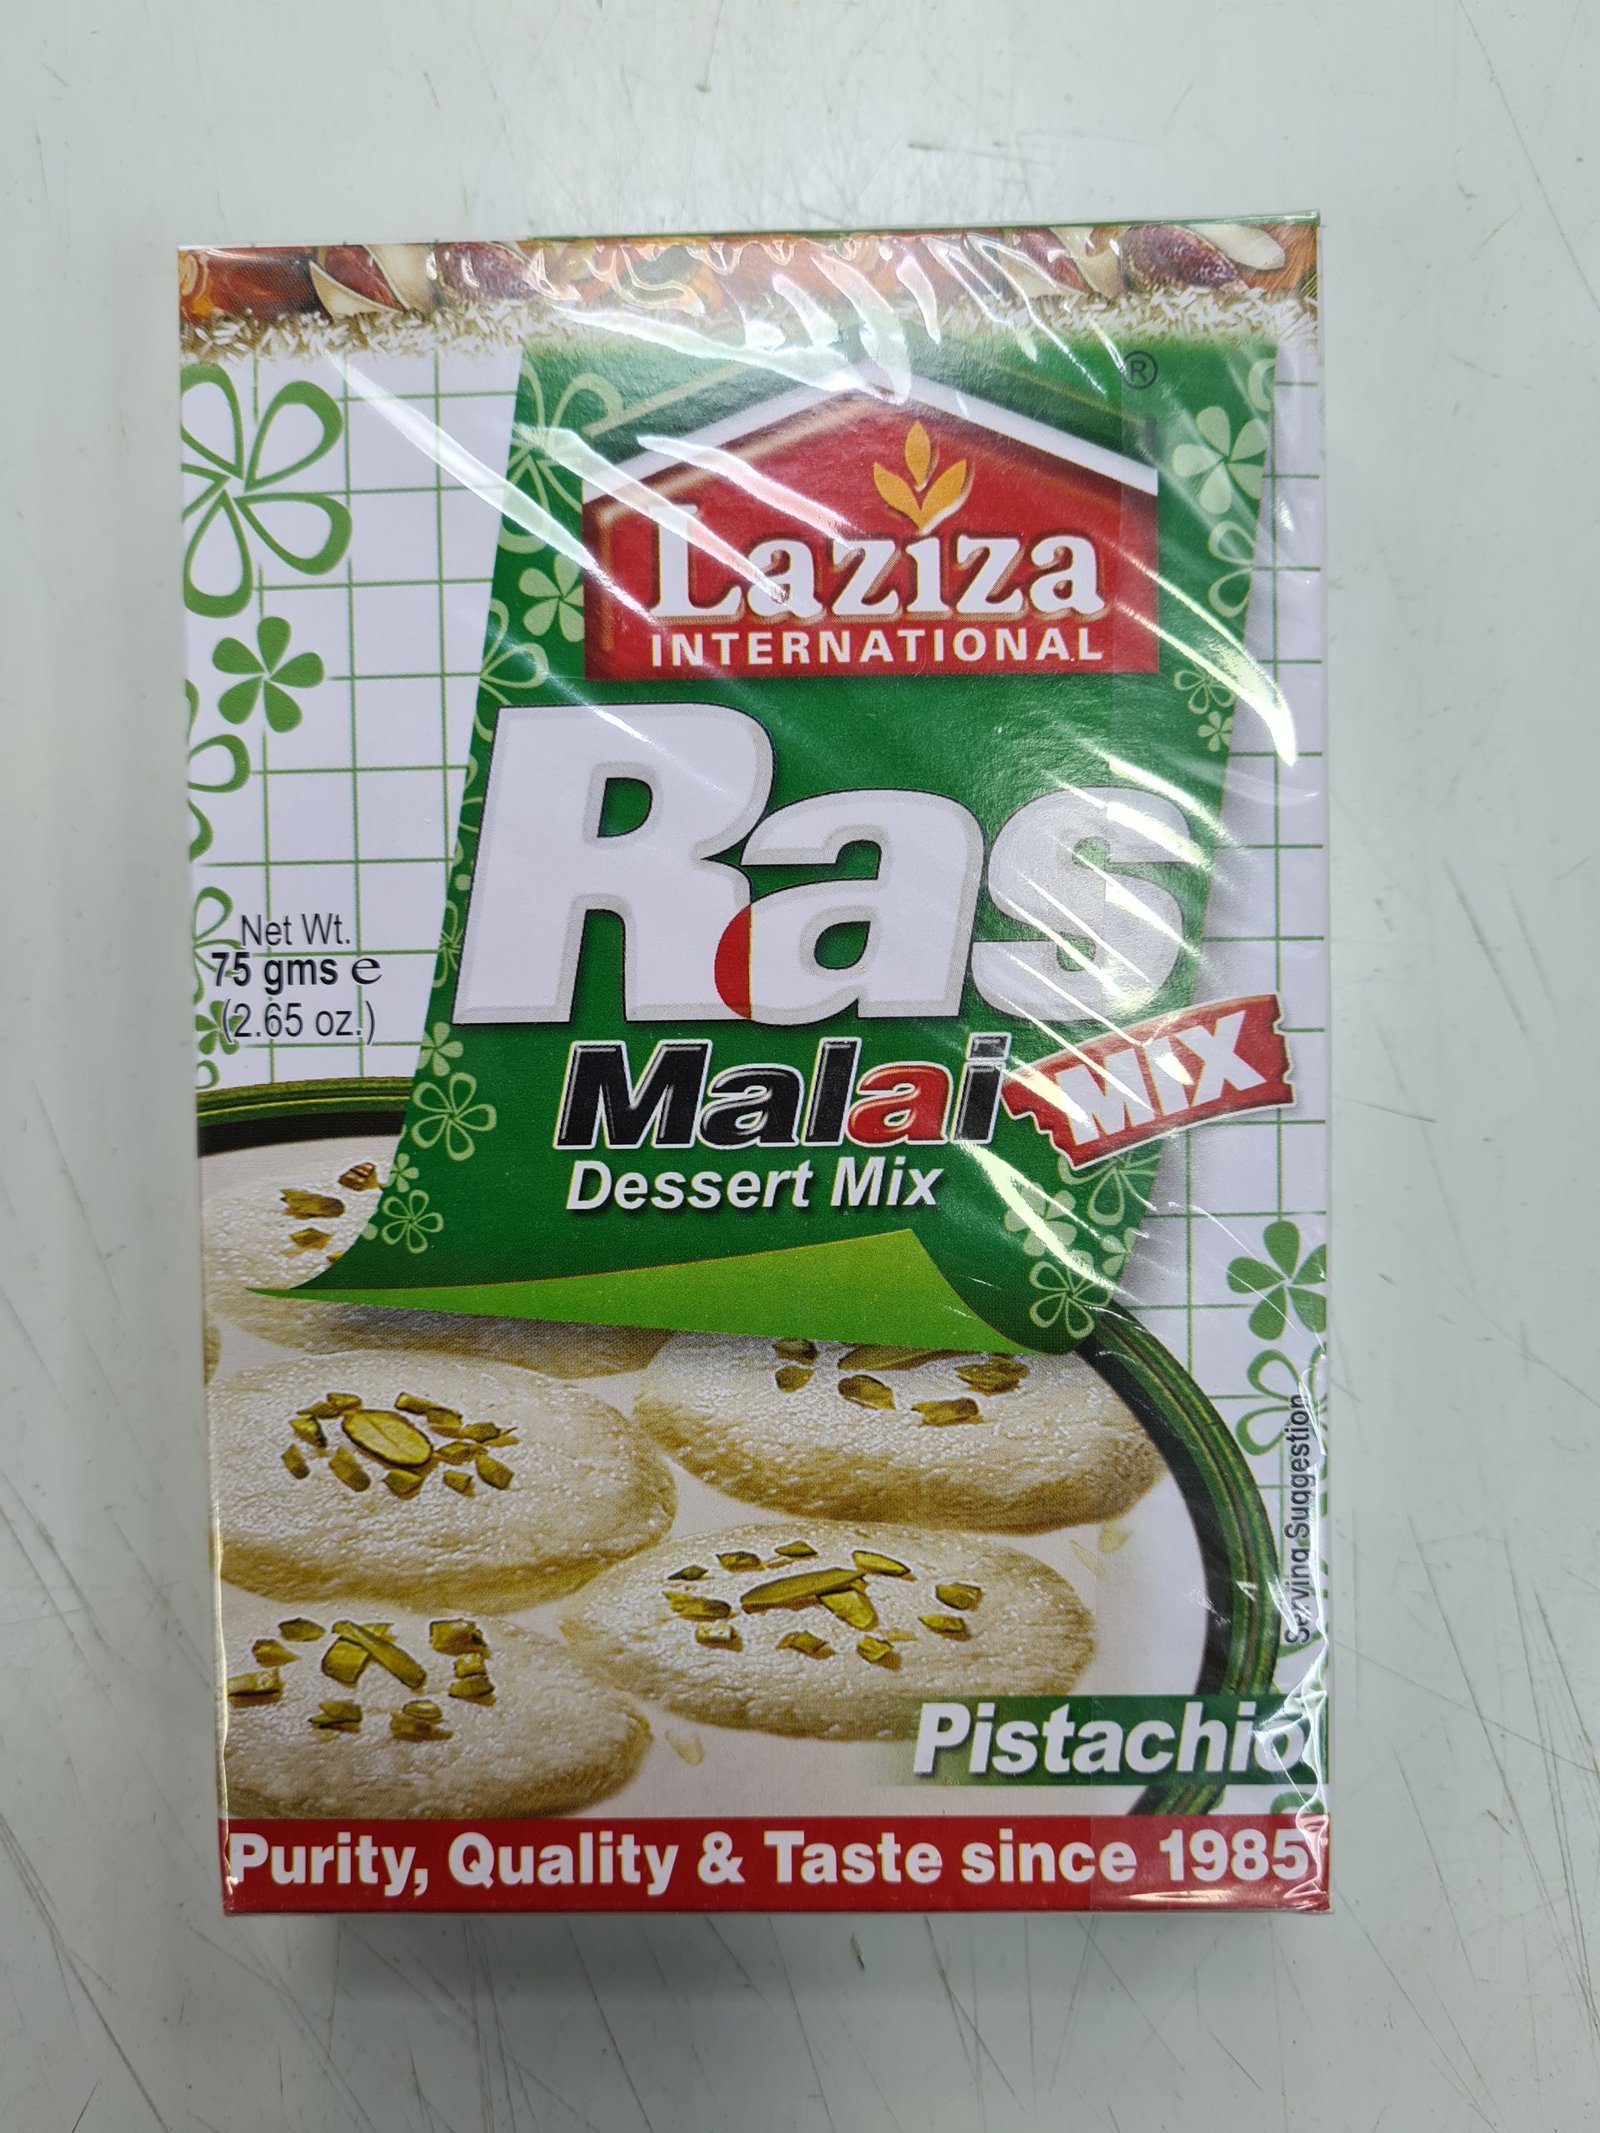 ®
Laziza
INTERNATIONAL
Ras
Malai MiX
Dessert Mix
Net Wt.
75 gms e
(2.65 oz.)
Serving Suggestion
Pistachio
Purity, Quality & Taste since 1985